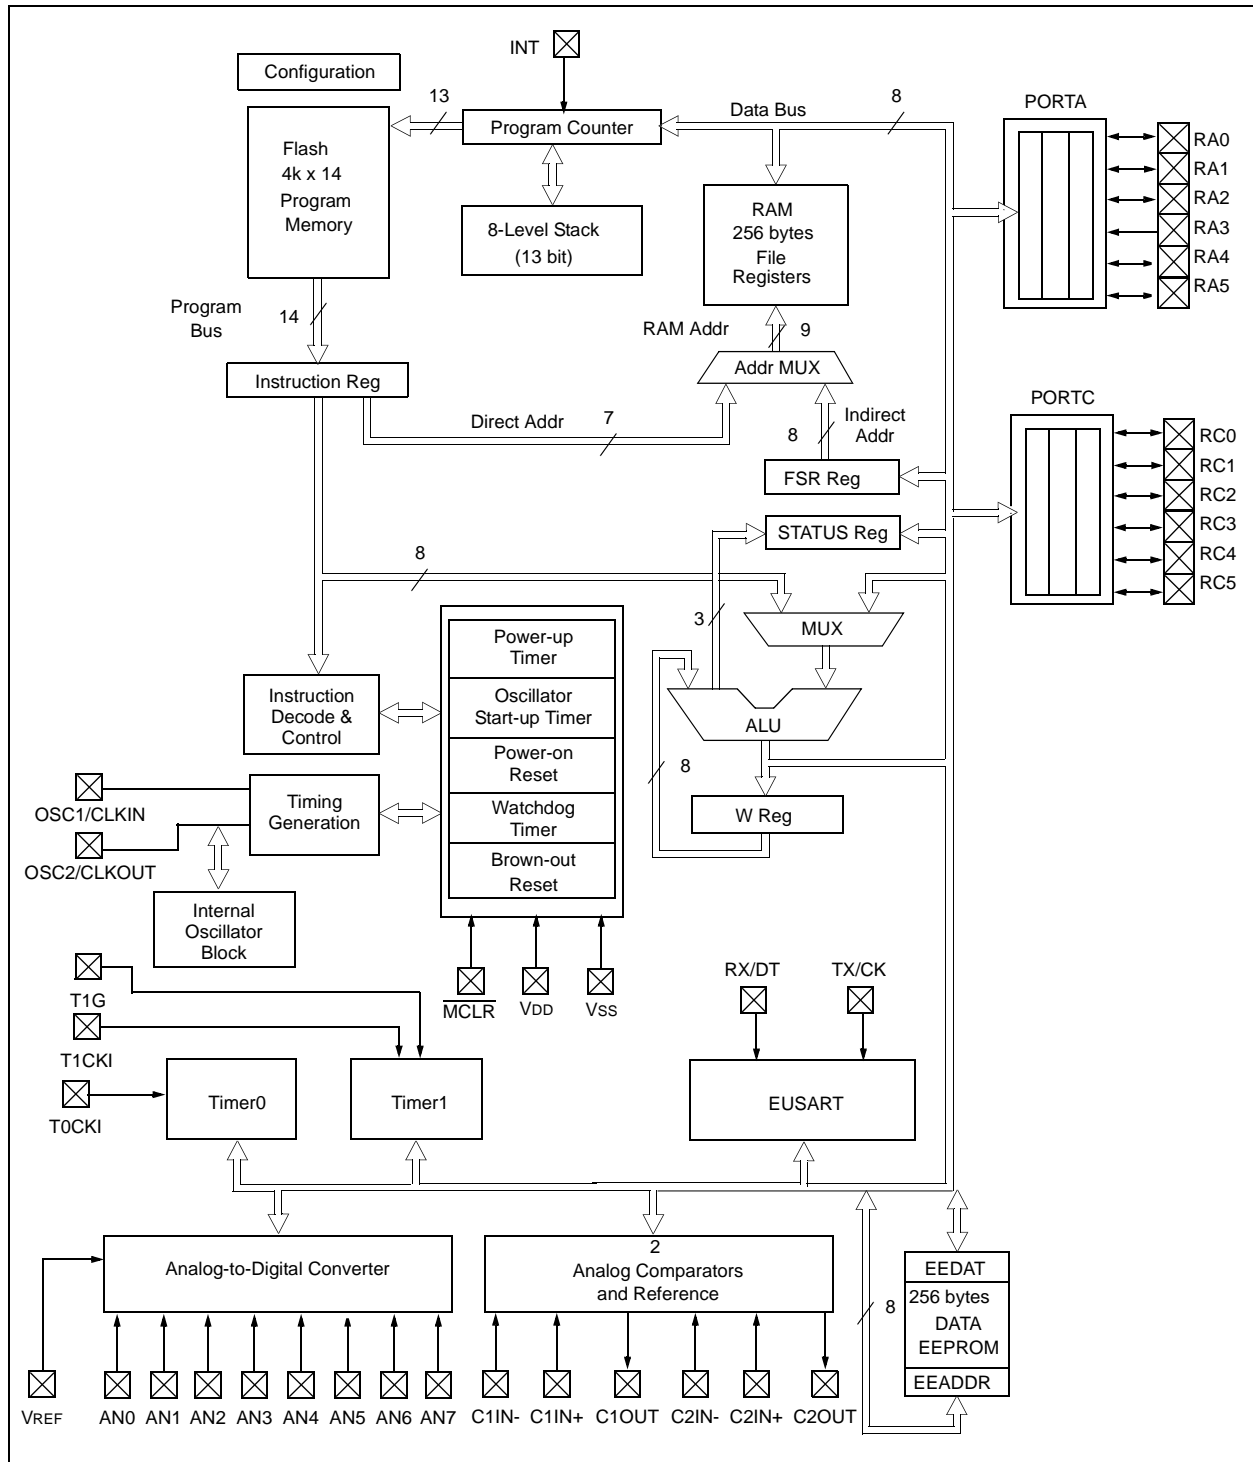 INT
Configuration
13
Program Counter
Data Bus
8
PORTA
Flash
4k x 14
Program
Memory
8-Level Stack
(13 bit)
RAM
256 bytes
File
Registers
RA0
RA1
RA2
RA3
RA4
RA5
Program
Bus
14
RAM Addr
9
Addr MUX
Instruction Reg
Direct Addr
7
8
Indirect
Addr
FSR Reg
PORTC
RC0
RC1
RC2
RC3
RC4
RC5
STATUS Reg
8
3
MUX
Power-up
Timer
Oscillator
Start-up Timer
Power-on
Reset
Watchdog
Timer
Brown-out
Reset
Instruction
Decode &
Control
ALU
8
W Reg
OSC1/CLKIN
OSC2/CLKOUT
Timing
Generation
Internal
Oscillator
Block
MCLR
VDD
VSS
RX/DT
TX/CK
T1G
T1CKI
T0CKI
Timer0
Timer1
EUSART
Analog-to-Digital Converter
2
Analog Comparators
and Reference
8
EEDAT
256 bytes
DATA
EEPROM
EEADDR
VREF
AN0
AN1
AN2
AN3
AN4
AN5
AN6
AN7
C1IN-
C1IN+
C1OUT
C2IN-
C2IN+
C2OUT